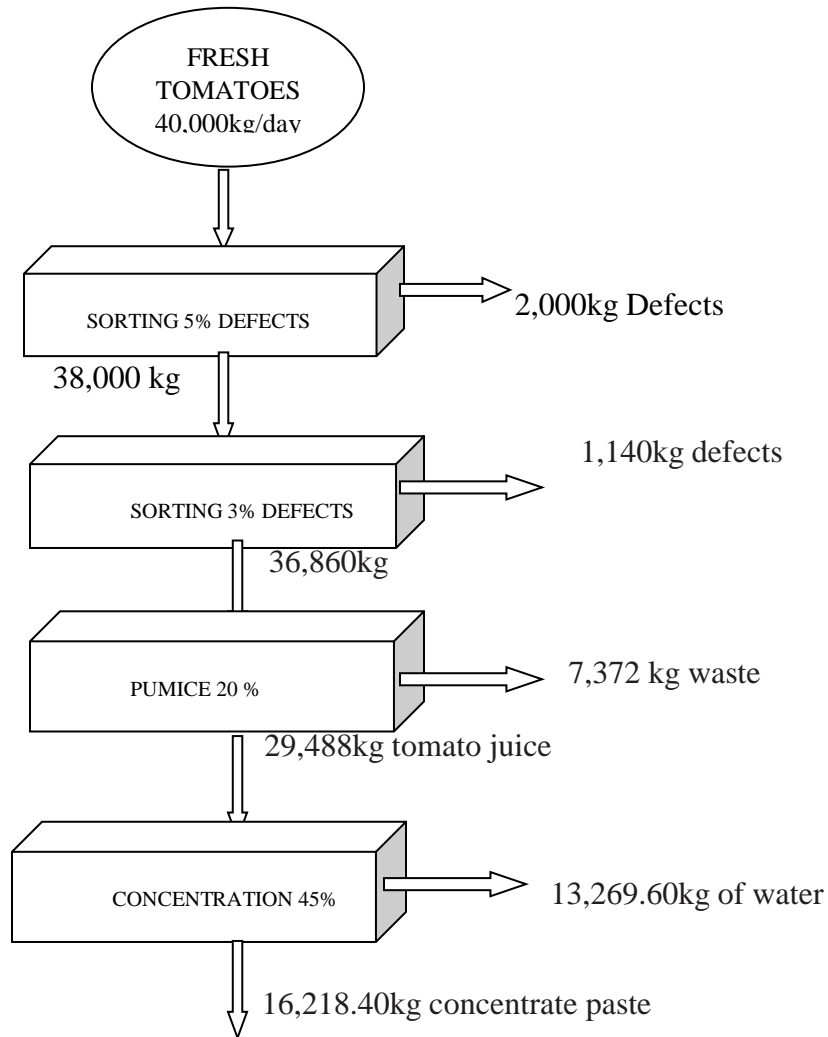 FRESH
TOMATOES
40,000kg/day
SORTING 5% DEFECTS
2,000kg Defects
38,000 kg
1,140kg defects
SORTING 3% DEFECTS
36,860kg
PUMICE 20 %
7,372 kg waste
29,488kg tomato juice
CONCENTRATION 45%
13,269.60kg of water
16,218.40kg concentrate paste